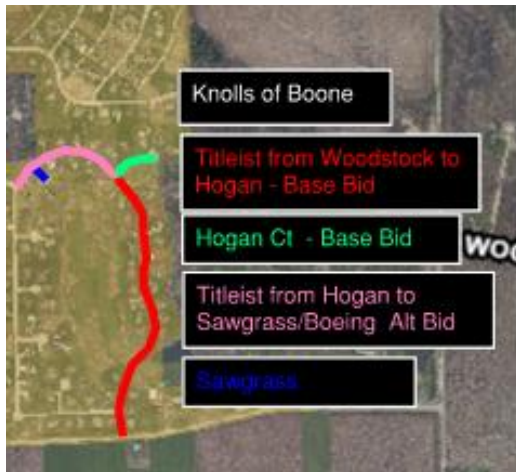 Knolls of Boone
Titleist from Woodstock to
Hogan - Base Bid
Hogan Ct - Base Bid
WOO
Titleist from Hogan to
Sawgrass/Boeing Alt Bid
Sawgrass